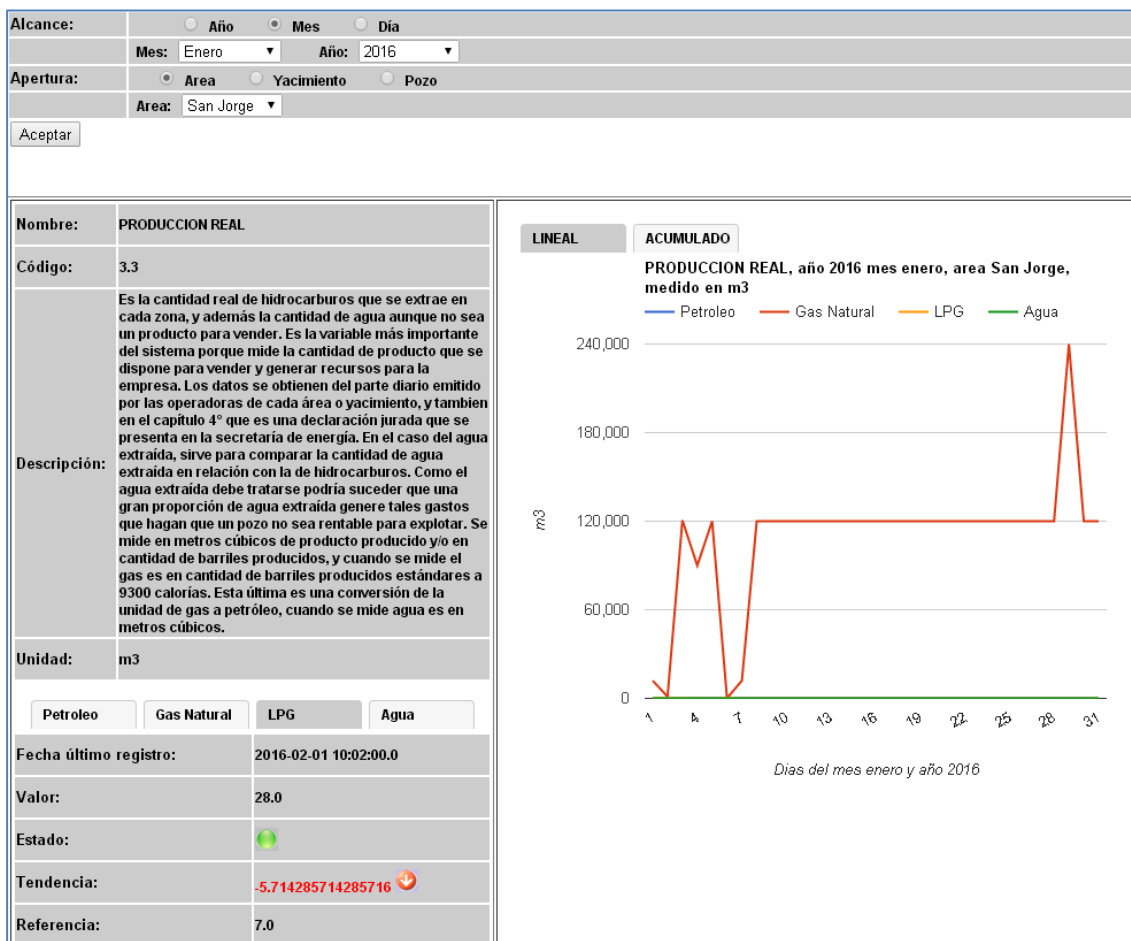 Alcance: Año Mes Día
Mes: Enero Año: 2016
Apertura: Area Yacimiento Pozo
Area: San Jorge
Aceptar
Nombre: PRODUCCION REAL
Código: 3.3
Descripción:
Es la cantidad real de hidrocarburos que se extrae en
cada zona, y además la cantidad de agua aunque no sea
un producto para vender. Es la variable más importante
del sistema porque mide la cantidad de producto que se
dispone para vender y generar recursos para la
empresa. Los datos se obtienen del parte diario emitido
por las operadoras de cada área o yacimiento, y tambien
en el capítulo 4° que es una declaración jurada que se
presenta en la secretaría de energía. En el caso del agua
extraída, sirve para comparar la cantidad de agua
extraída en relación con la de hidrocarburos. Como el
agua extraída debe tratarse podría suceder que una
gran proporción de agua extraída genere tales gastos
que hagan que un pozo no sea rentable para explotar. Se
mide en metros cúbicos de producto producido y/o en
cantidad de barriles producidos, y cuando se mide el
gas es en cantidad de barriles producidos estándares a
9300 calorías. Esta última es una conversión de la
unidad de gas a petróleo, cuando se mide agua es en
metros cúbicos.
Unidad: m3
Petroleo Gas Natural LPG Agua
Fecha último registro: 2016-02-01 10:02:00.0
Valor: 28.0
Estado:
Tendencia: -5.714285714285716
Referencia: 7.0
LINEAL ACUMULADO
PRODUCCION REAL, año 2016 mes enero, area San Jorge,
medido en m3
Petroleo Gas Natural LPG Agua
240,000
180,000
120,000
60,000
0
m3
1 4 7 10 13 16 19 22 25 28 31
Dias del mes enero y año 2016